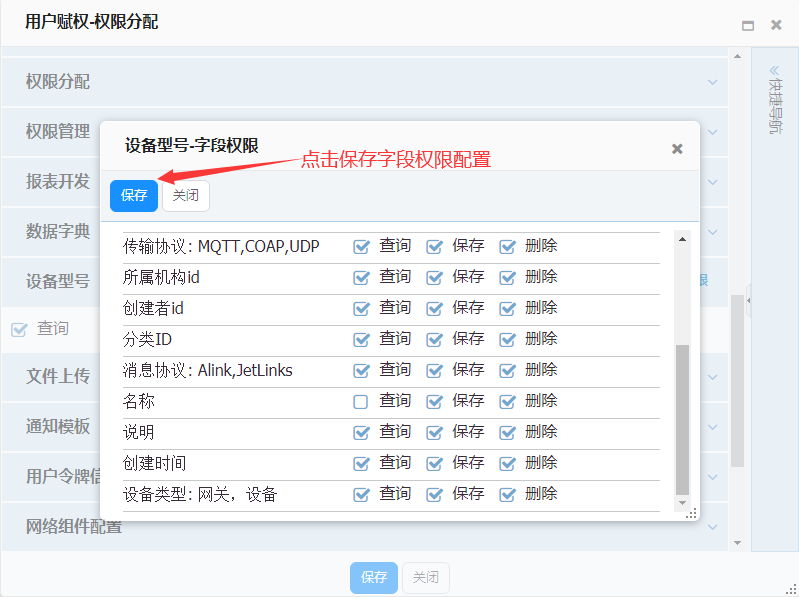 用户赋权-权限分配
权限分配
权限管理
报表开发
数据字典
设备型号
查询
文件上传
通知模板
用户令牌信
网络组件配置
快捷导航
设备型号-字段权限
点击保存字段权限配置
保存 关闭
传输协议: MQTT,COAP,UDP 查询 保存 删除
所属机构id 查询 保存 删除
创建者id 查询 保存 删除
分类ID 查询 保存 删除
消息协议: Alink,JetLinks 查询 保存 删除
名称 查询 保存 删除
说明 查询 保存 删除
创建时间 查询 保存 删除
设备类型: 网关，设备 查询 保存 删除
保存 关闭